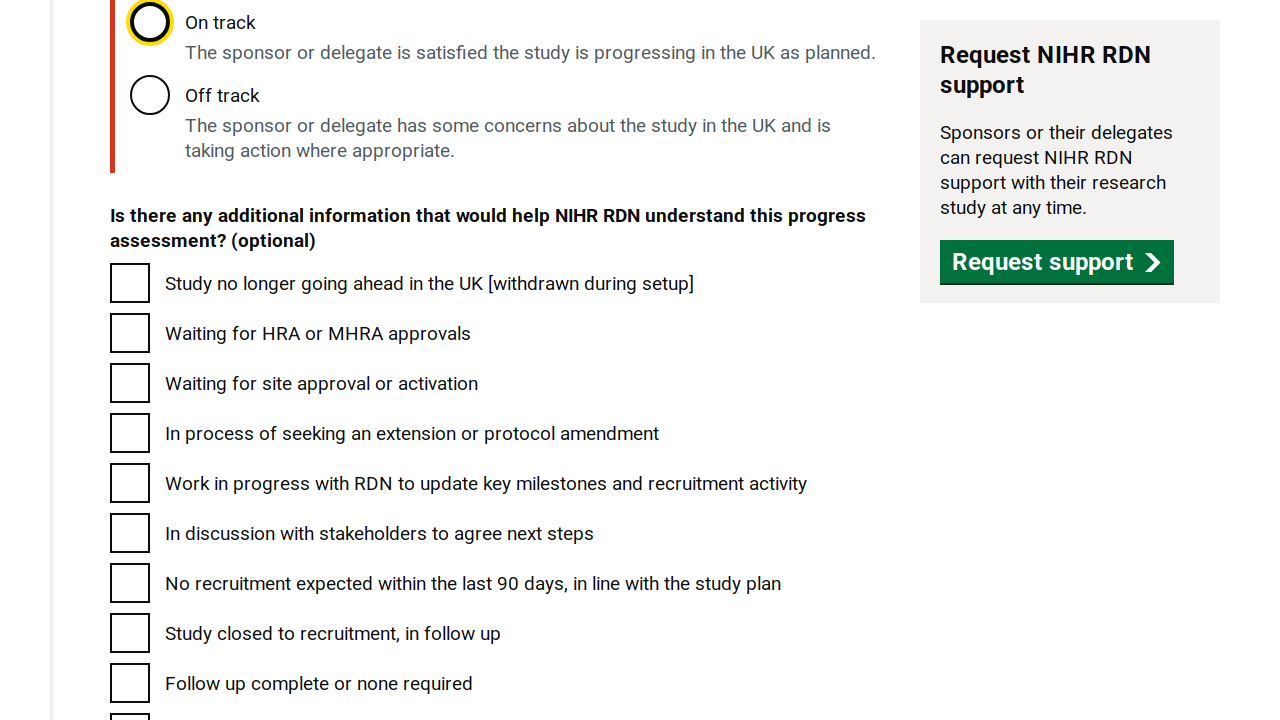 On track
The sponsor or delegate is satisfied the study is progressing in the UK as planned.
Off track
The sponsor or delegate has some concerns about the study in the UK and is
taking action where appropriate.
Is there any additional information that would help NIHR RDN understand this progress
assessment? (optional)
Study no longer going ahead in the UK [withdrawn during setup]
Waiting for HRA or MHRA approvals
Waiting for site approval or activation
In process of seeking an extension or protocol amendment
Work in progress with RDN to update key milestones and recruitment activity
In discussion with stakeholders to agree next steps
No recruitment expected within the last 90 days, in line with the study plan
Study closed to recruitment, in follow up
Follow up complete or none required
Request NIHR RDN
support
Sponsors or their delegates
can request NIHR RDN
support with their research
study at any time.
Request support